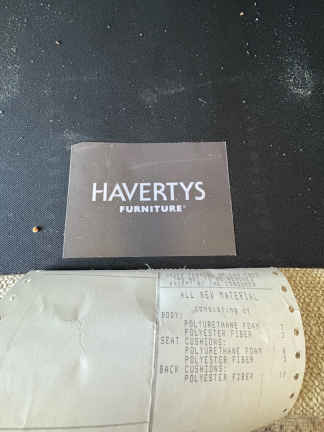 HAVERTYS
FURNITURE
ALL NEW MATERIAL
consisting of
BODY:
POLYURETHANE FOAM
POLYESTER FIBER
SEAT CUSHIONS:
POLYURETHANE FOAM
POLYESTER FIBER
BACK CUSHIONS:
POLYESTER FIBER